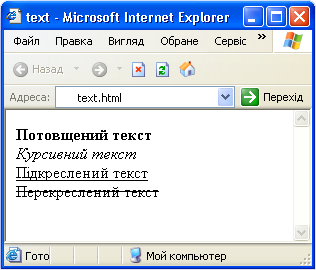 text - Microsoft Internet Explorer
Файл Правка Вигляд Обране Сервіс »
Назад
Адреса: text.html Перехід
Потовщений текст
Курсивний текст
Підкреслений текст
Перекреслений текст
Гото Мой компьютер